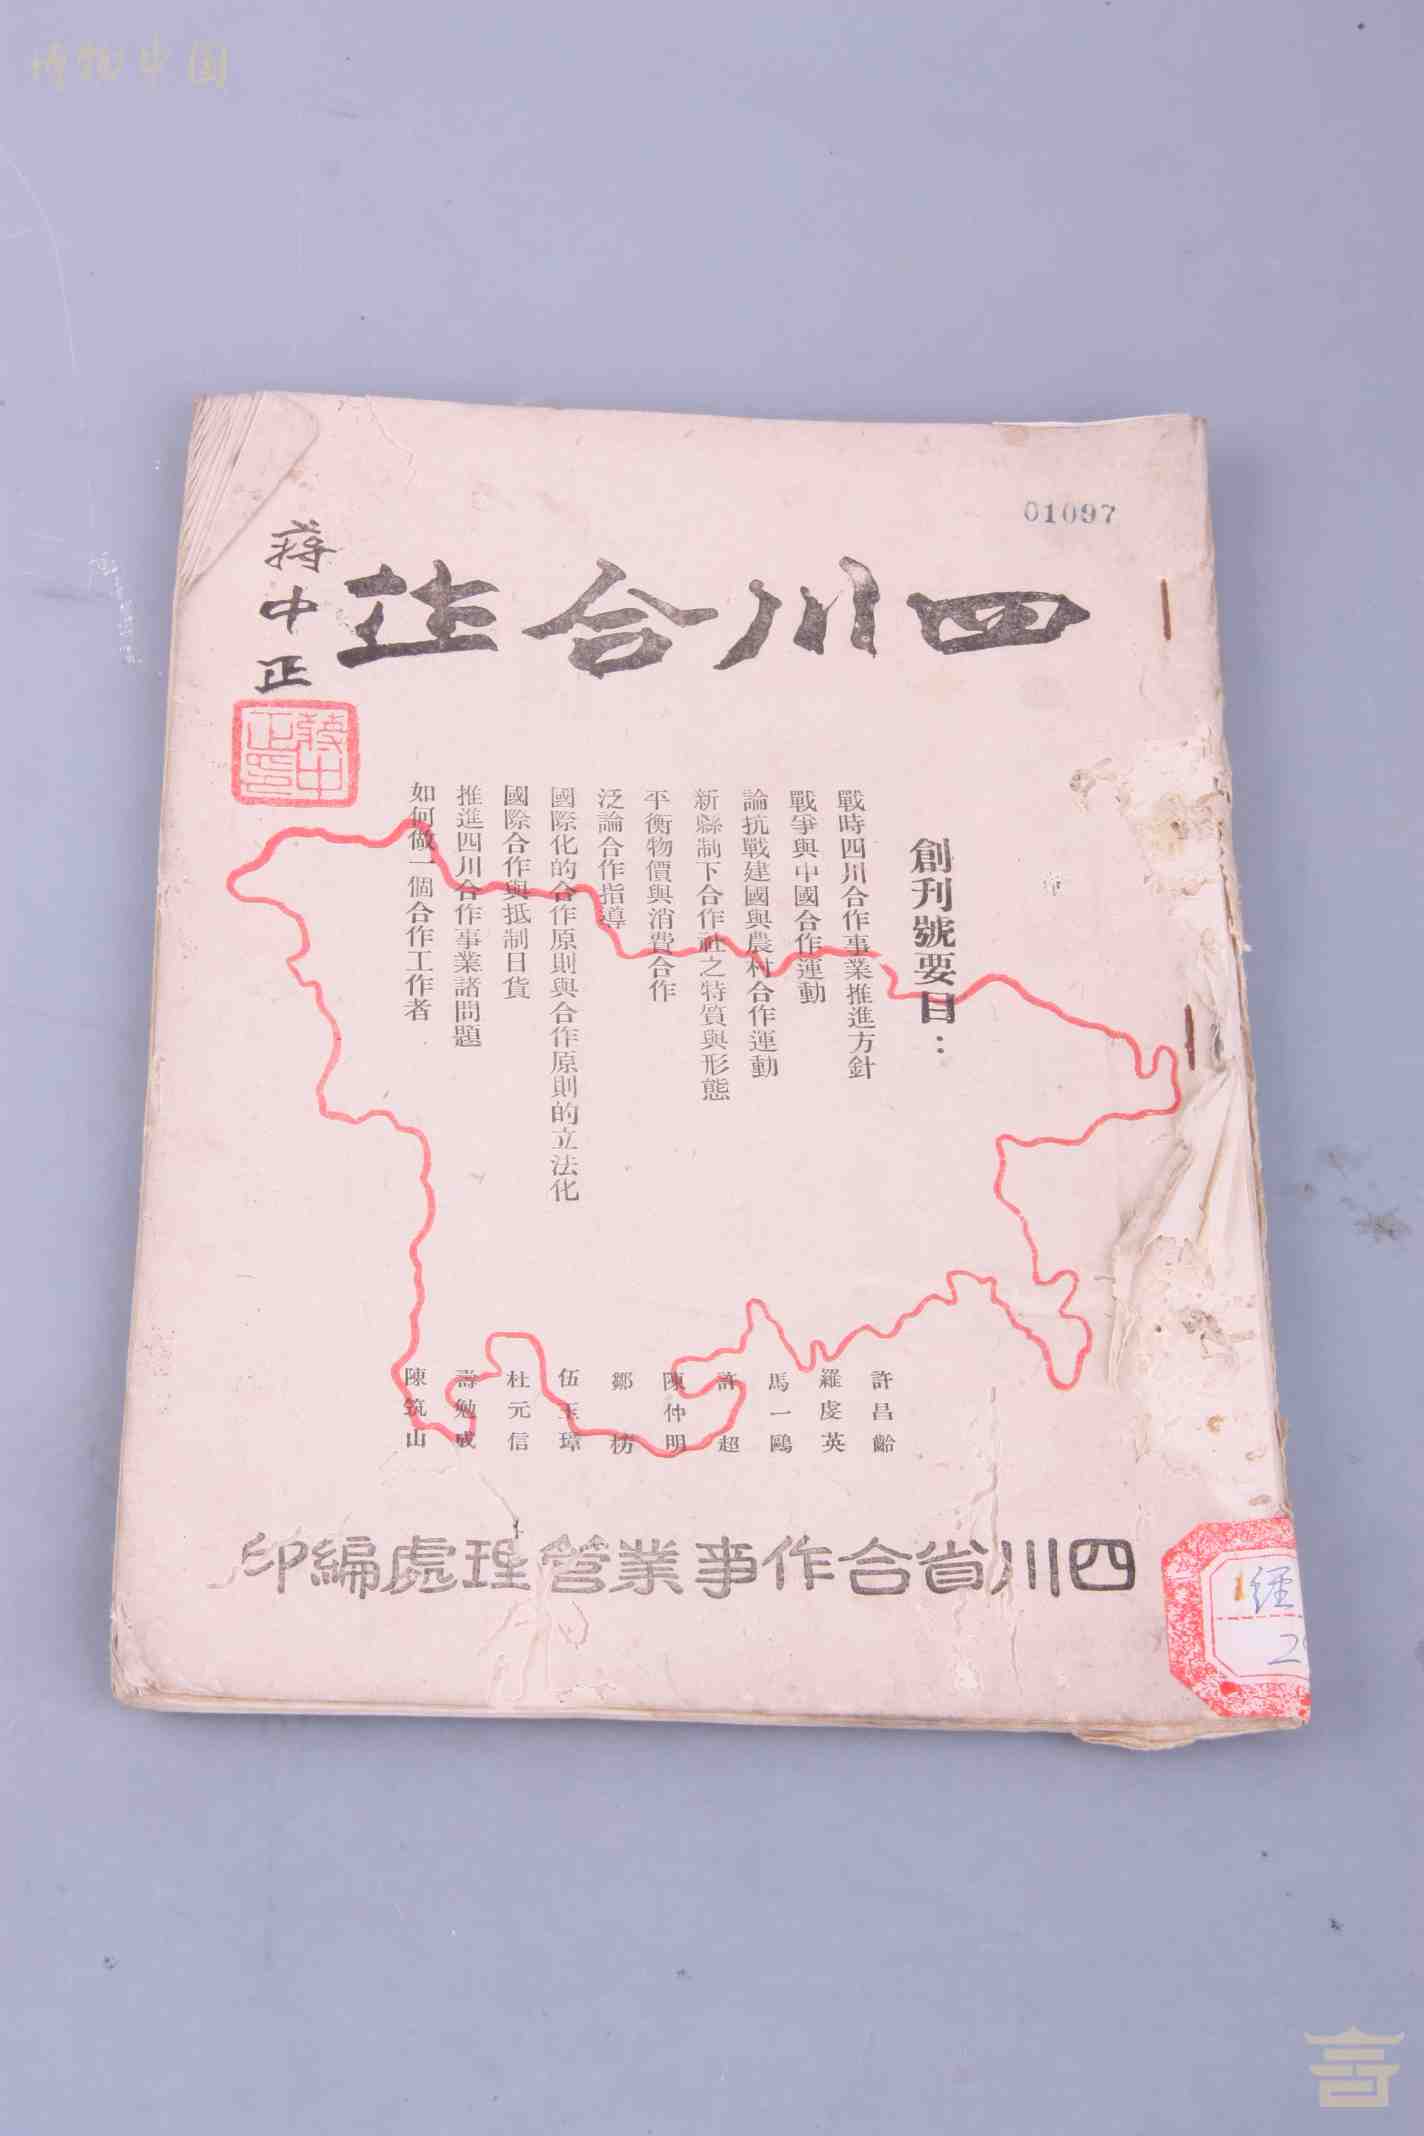 博物中国
01097
四川合
蔣中正
蔣中正印
創刊號要目：
戰時四川合作事業推進方針 許昌齡
戰爭與中國合作運動 羅虔英
論抗戰建國與農村合作運動 馬一鷗
新縣制下合作社之特質與形態 許超
平衡物價與消費合作 陳仲明
泛論合作指導 鄒枋
國際化的合作原則與合作原則的立法化 伍玉璋
國際合作與抵制日貨 杜元信
推進四川合作事業諸問題 壽勉成
如何做一個合作工作者 陳筑山
四川省合作事業管理處編印
經